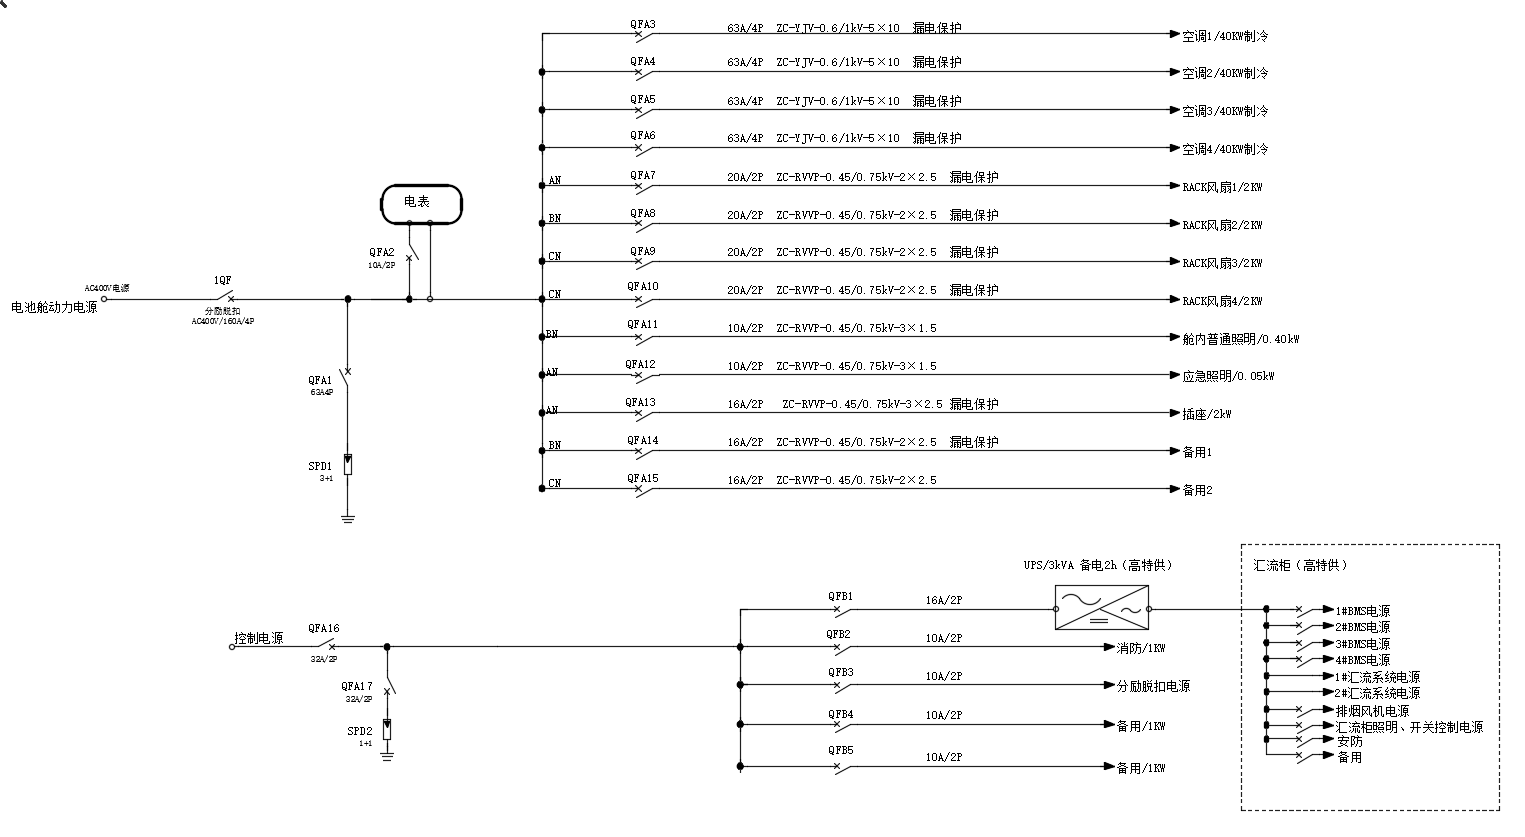 QFA3 63A/4P ZC-YJV-0.6/1kV-5×10 漏电保护 空调1/40KW制冷
QFA4 63A/4P ZC-YJV-0.6/1kV-5×10 漏电保护 空调2/40KW制冷
QFA5 63A/4P ZC-YJV-0.6/1kV-5×10 漏电保护 空调3/40KW制冷
QFA6 63A/4P ZC-YJV-0.6/1kV-5×10 漏电保护 空调4/40KW制冷
AN QFA7 20A/2P ZC-RVVP-0.45/0.75kV-2×2.5 漏电保护 RACK风扇1/2KW
电表
BN QFA8 20A/2P ZC-RVVP-0.45/0.75kV-2×2.5 漏电保护 RACK风扇2/2KW
QFA2
10A/2P
CN QFA9 20A/2P ZC-RVVP-0.45/0.75kV-2×2.5 漏电保护 RACK风扇3/2KW
电池舱动力电源
AC400V电源
1QF
分励脱扣
AC400V/160A/4P
CN QFA10 20A/2P ZC-RVVP-0.45/0.75kV-2×2.5 漏电保护 RACK风扇4/2KW
BN QFA11 10A/2P ZC-RVVP-0.45/0.75kV-3×1.5 舱内普通照明/0.40kW
AN QFA12 10A/2P ZC-RVVP-0.45/0.75kV-3×1.5 应急照明/0.05kW
QFA1
63A4P
AN QFA13 16A/2P ZC-RVVP-0.45/0.75kV-3×2.5 漏电保护 插座/2kW
BN QFA14 16A/2P ZC-RVVP-0.45/0.75kV-2×2.5 漏电保护 备用1
SPD1
3+1
CN QFA15 16A/2P ZC-RVVP-0.45/0.75kV-2×2.5 备用2
UPS/3kVA 备电2h（高特供）
汇流柜（高特供）
QFB1 16A/2P
控制电源
QFA16
32A/2P
QFB2 10A/2P 消防/1KW
QFA17
32A/2P
QFB3 10A/2P 分励脱扣电源
SPD2
1+1
QFB4 10A/2P 备用/1KW
QFB5 10A/2P 备用/1KW
1#BMS电源
2#BMS电源
3#BMS电源
4#BMS电源
1#汇流系统电源
2#汇流系统电源
排烟风机电源
汇流柜照明、开关控制电源
安防
备用